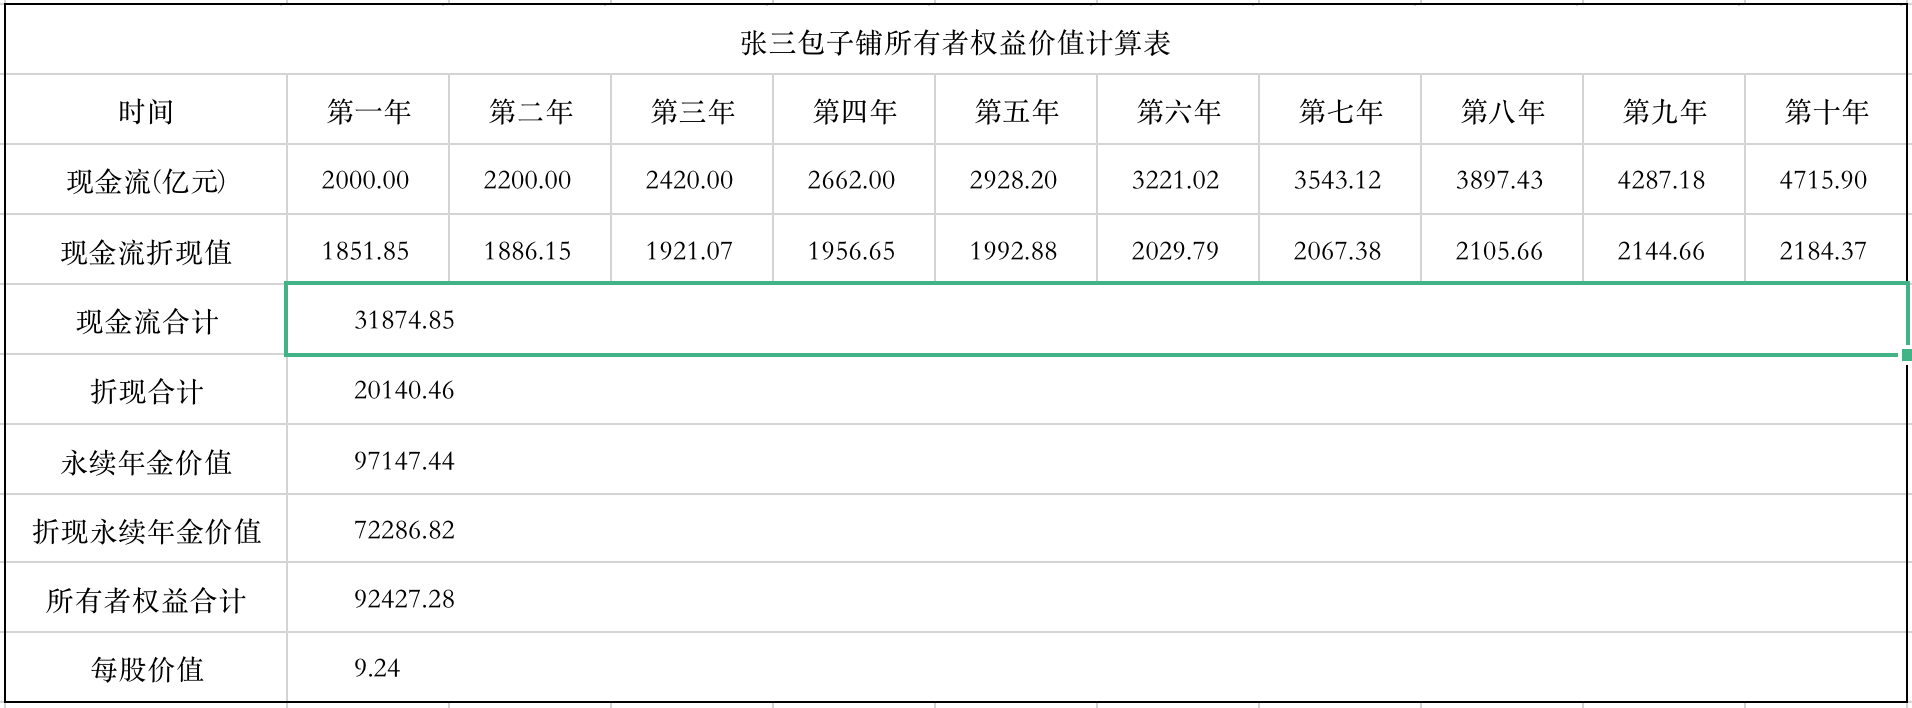 张三包子铺所有者权益价值计算表
时间 第一年 第二年 第三年 第四年 第五年 第六年 第七年 第八年 第九年 第十年
现金流(亿元) 2000.00 2200.00 2420.00 2662.00 2928.20 3221.02 3543.12 3897.43 4287.18 4715.90
现金流折现值 1851.85 1886.15 1921.07 1956.65 1992.88 2029.79 2067.38 2105.66 2144.66 2184.37
现金流合计 31874.85
折现合计 20140.46
永续年金价值 97147.44
折现永续年金价值 72286.82
所有者权益合计 92427.28
每股价值 9.24